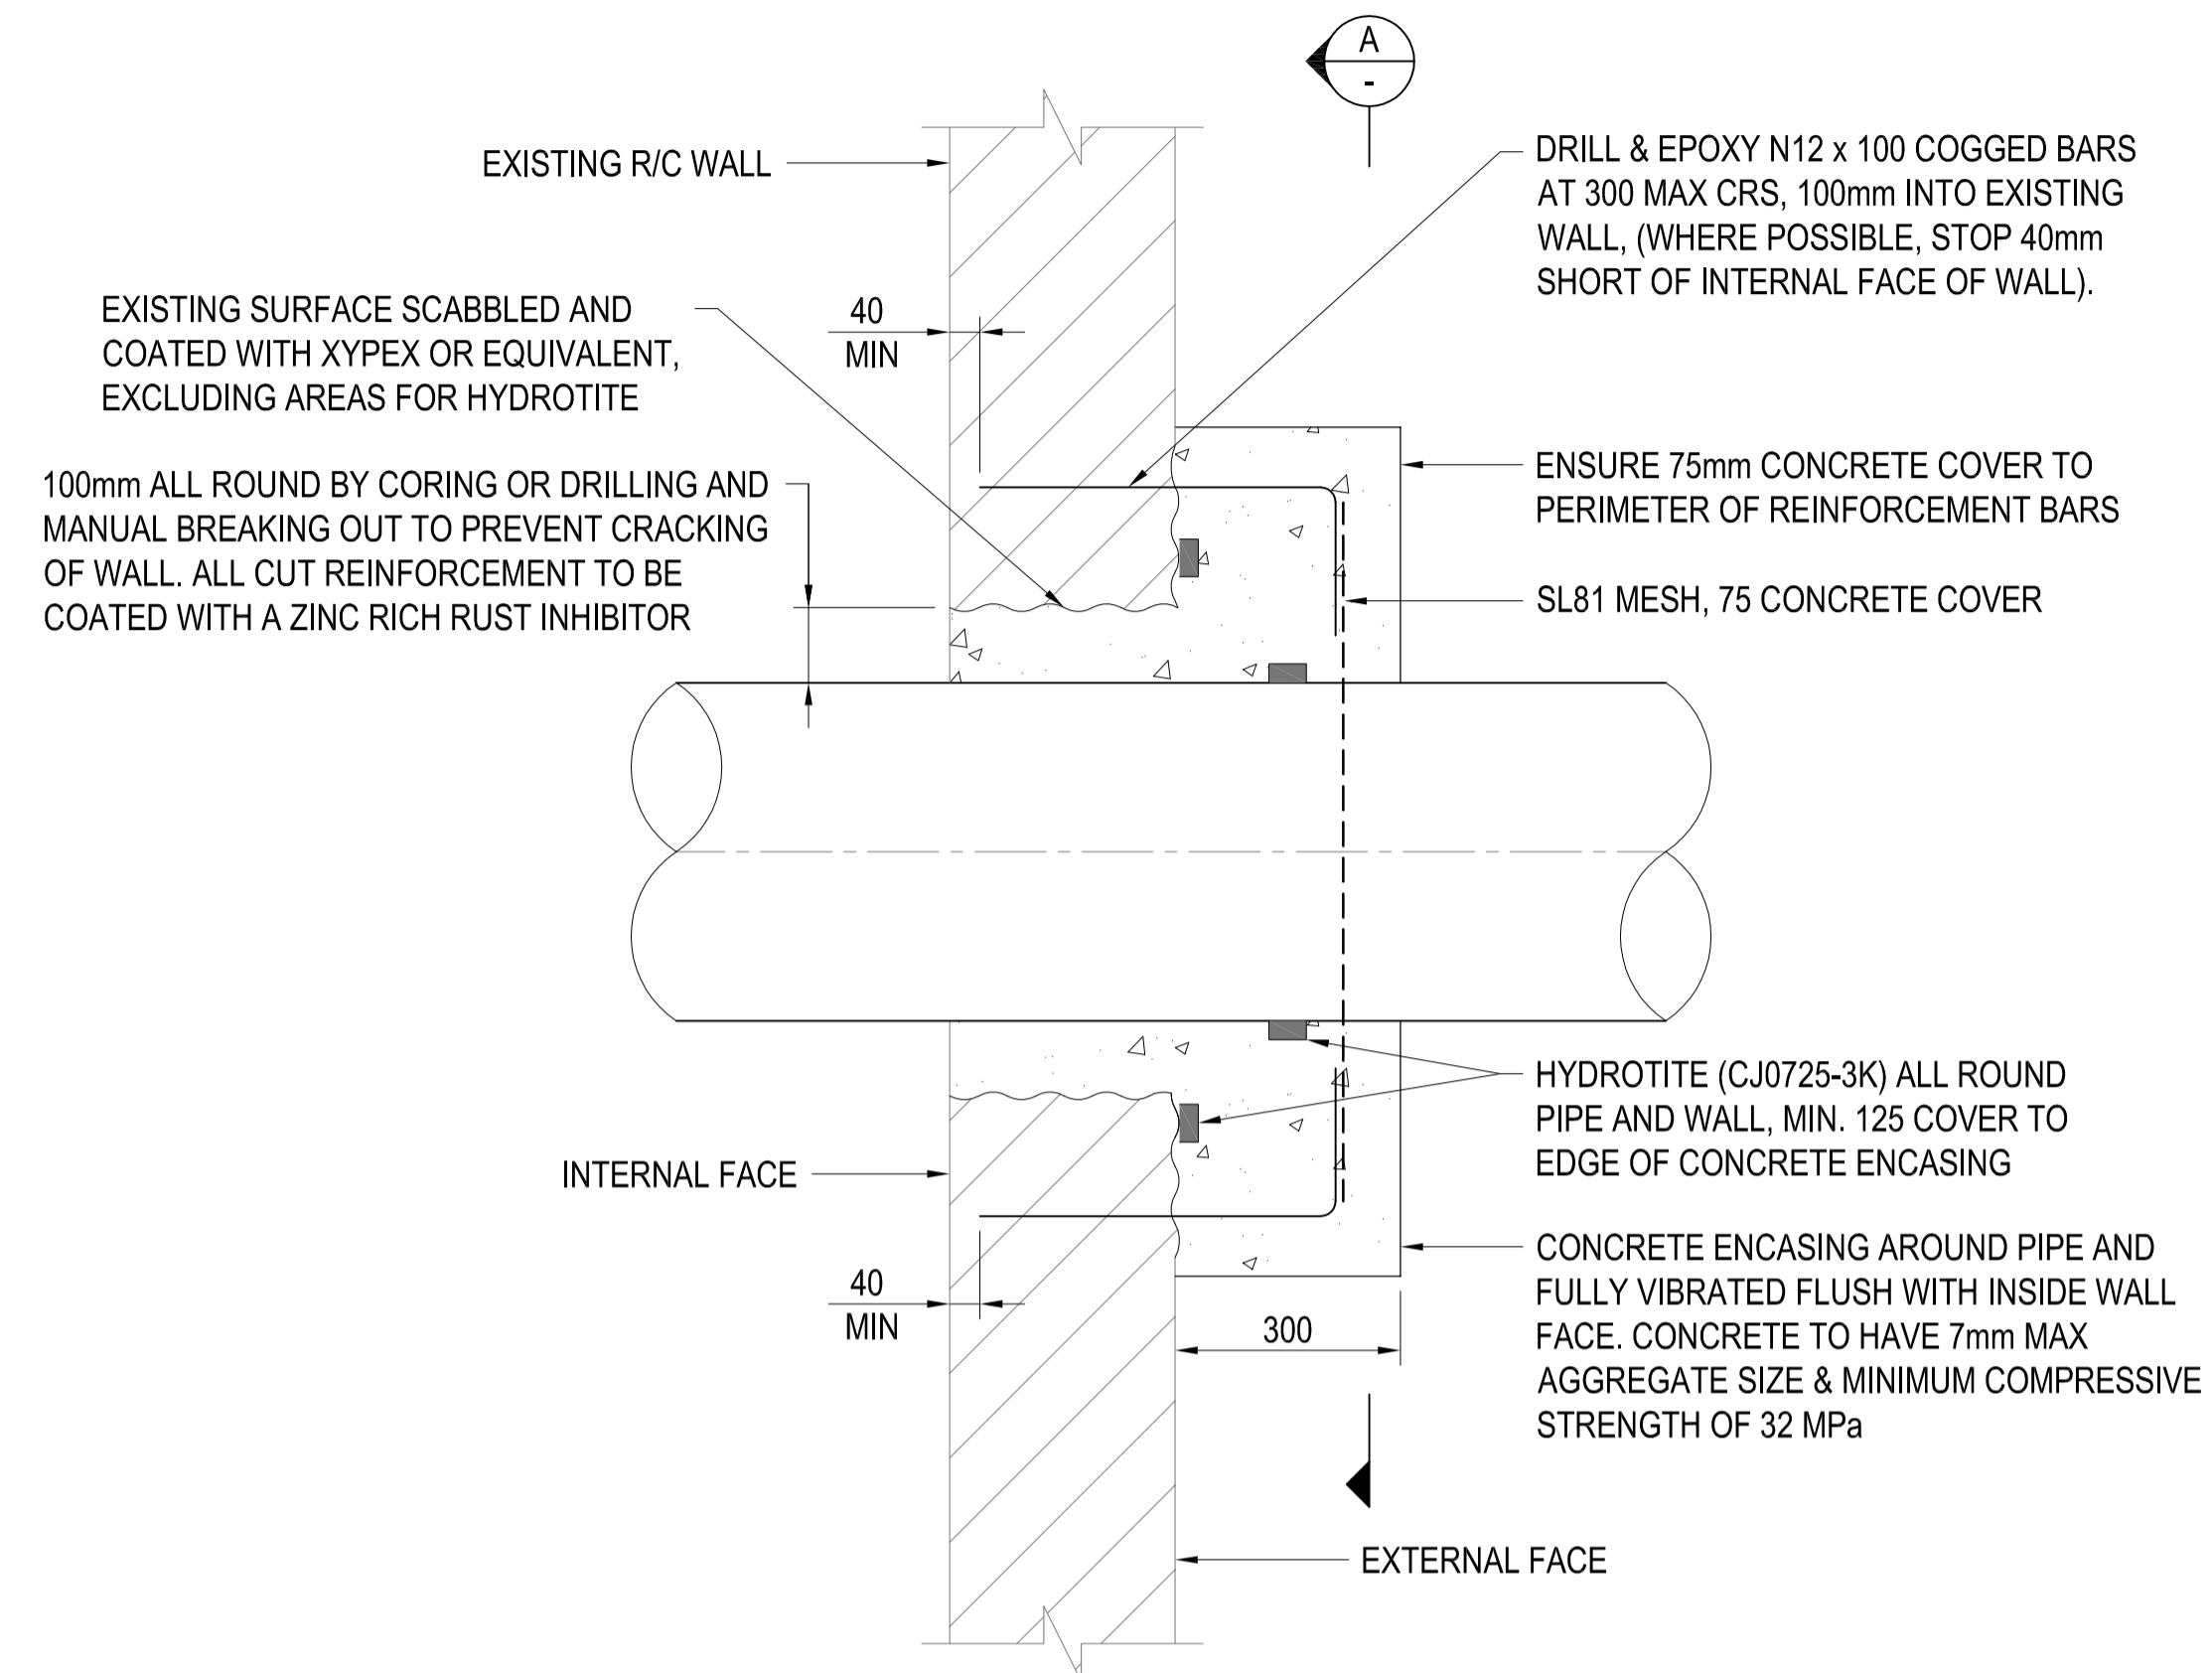 A
-
EXISTING R/C WALL
DRILL & EPOXY N12 x 100 COGGED BARS
AT 300 MAX CRS, 100mm INTO EXISTING
WALL, (WHERE POSSIBLE, STOP 40mm
SHORT OF INTERNAL FACE OF WALL).
EXISTING SURFACE SCABBLED AND
COATED WITH XYPEX OR EQUIVALENT,
EXCLUDING AREAS FOR HYDROTITE
40
MIN
100mm ALL ROUND BY CORING OR DRILLING AND
MANUAL BREAKING OUT TO PREVENT CRACKING
OF WALL. ALL CUT REINFORCEMENT TO BE
COATED WITH A ZINC RICH RUST INHIBITOR
ENSURE 75mm CONCRETE COVER TO
PERIMETER OF REINFORCEMENT BARS
SL81 MESH, 75 CONCRETE COVER
HYDROTITE (CJ0725-3K) ALL ROUND
PIPE AND WALL, MIN. 125 COVER TO
EDGE OF CONCRETE ENCASING
INTERNAL FACE
40
MIN
300
CONCRETE ENCASING AROUND PIPE AND
FULLY VIBRATED FLUSH WITH INSIDE WALL
FACE. CONCRETE TO HAVE 7mm MAX
AGGREGATE SIZE & MINIMUM COMPRESSIVE
STRENGTH OF 32 MPa
EXTERNAL FACE